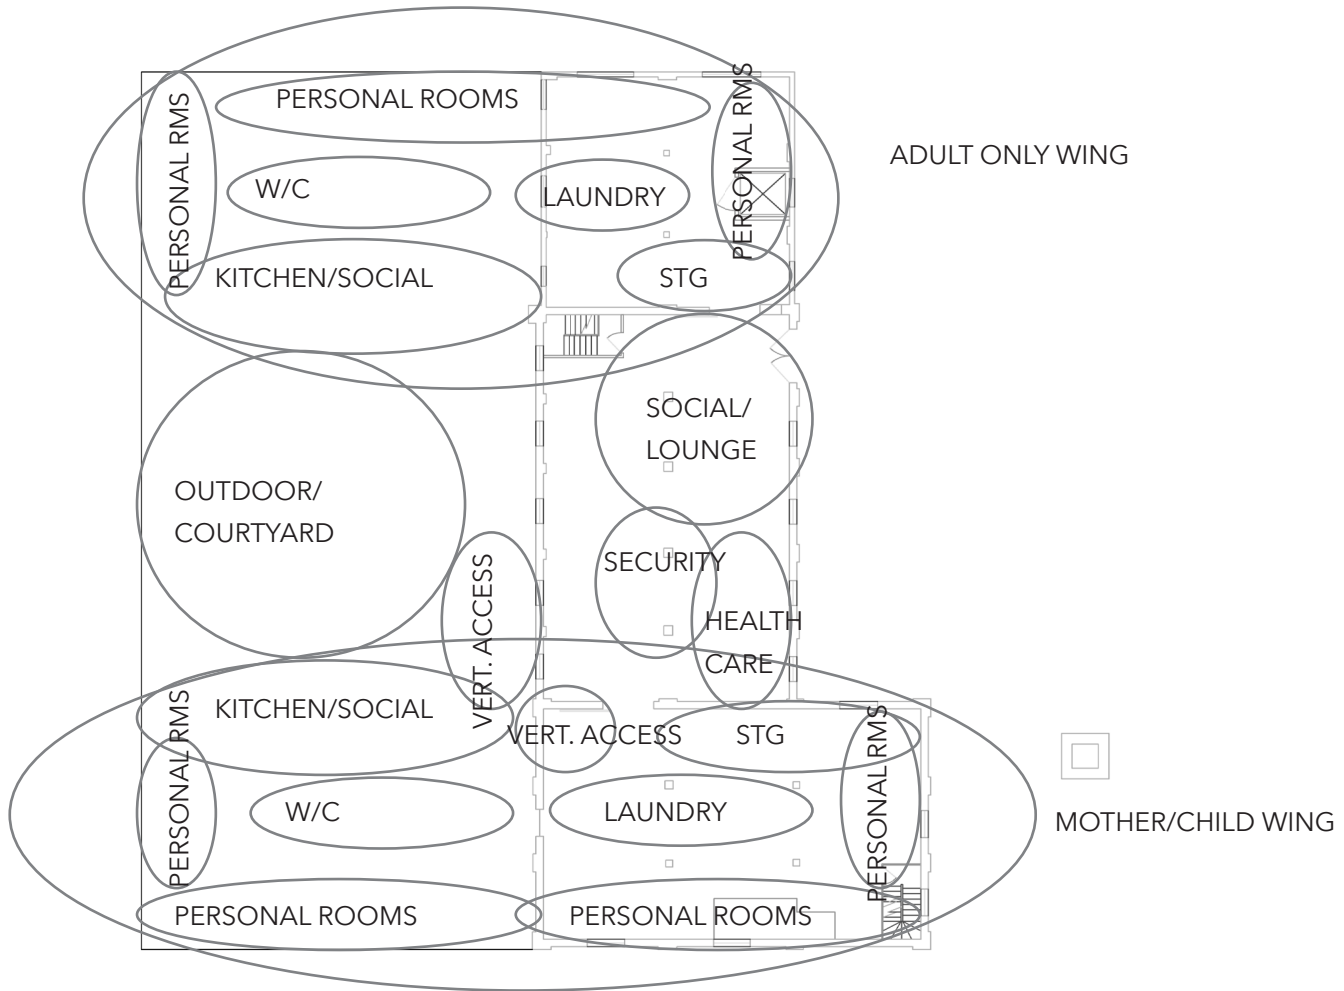 PERSONAL ROOMS
PERSONAL RMS
PERSONAL RMS
ADULT ONLY WING
W/C
LAUNDRY
KITCHEN/SOCIAL
STG
SOCIAL/
LOUNGE
OUTDOOR/
COURTYARD
SECURITY
VERT. ACCESS
HEALTH
CARE
KITCHEN/SOCIAL
VERT. ACCESS
STG
PERSONAL RMS
PERSONAL RMS
W/C
LAUNDRY
MOTHER/CHILD WING
PERSONAL ROOMS
PERSONAL ROOMS